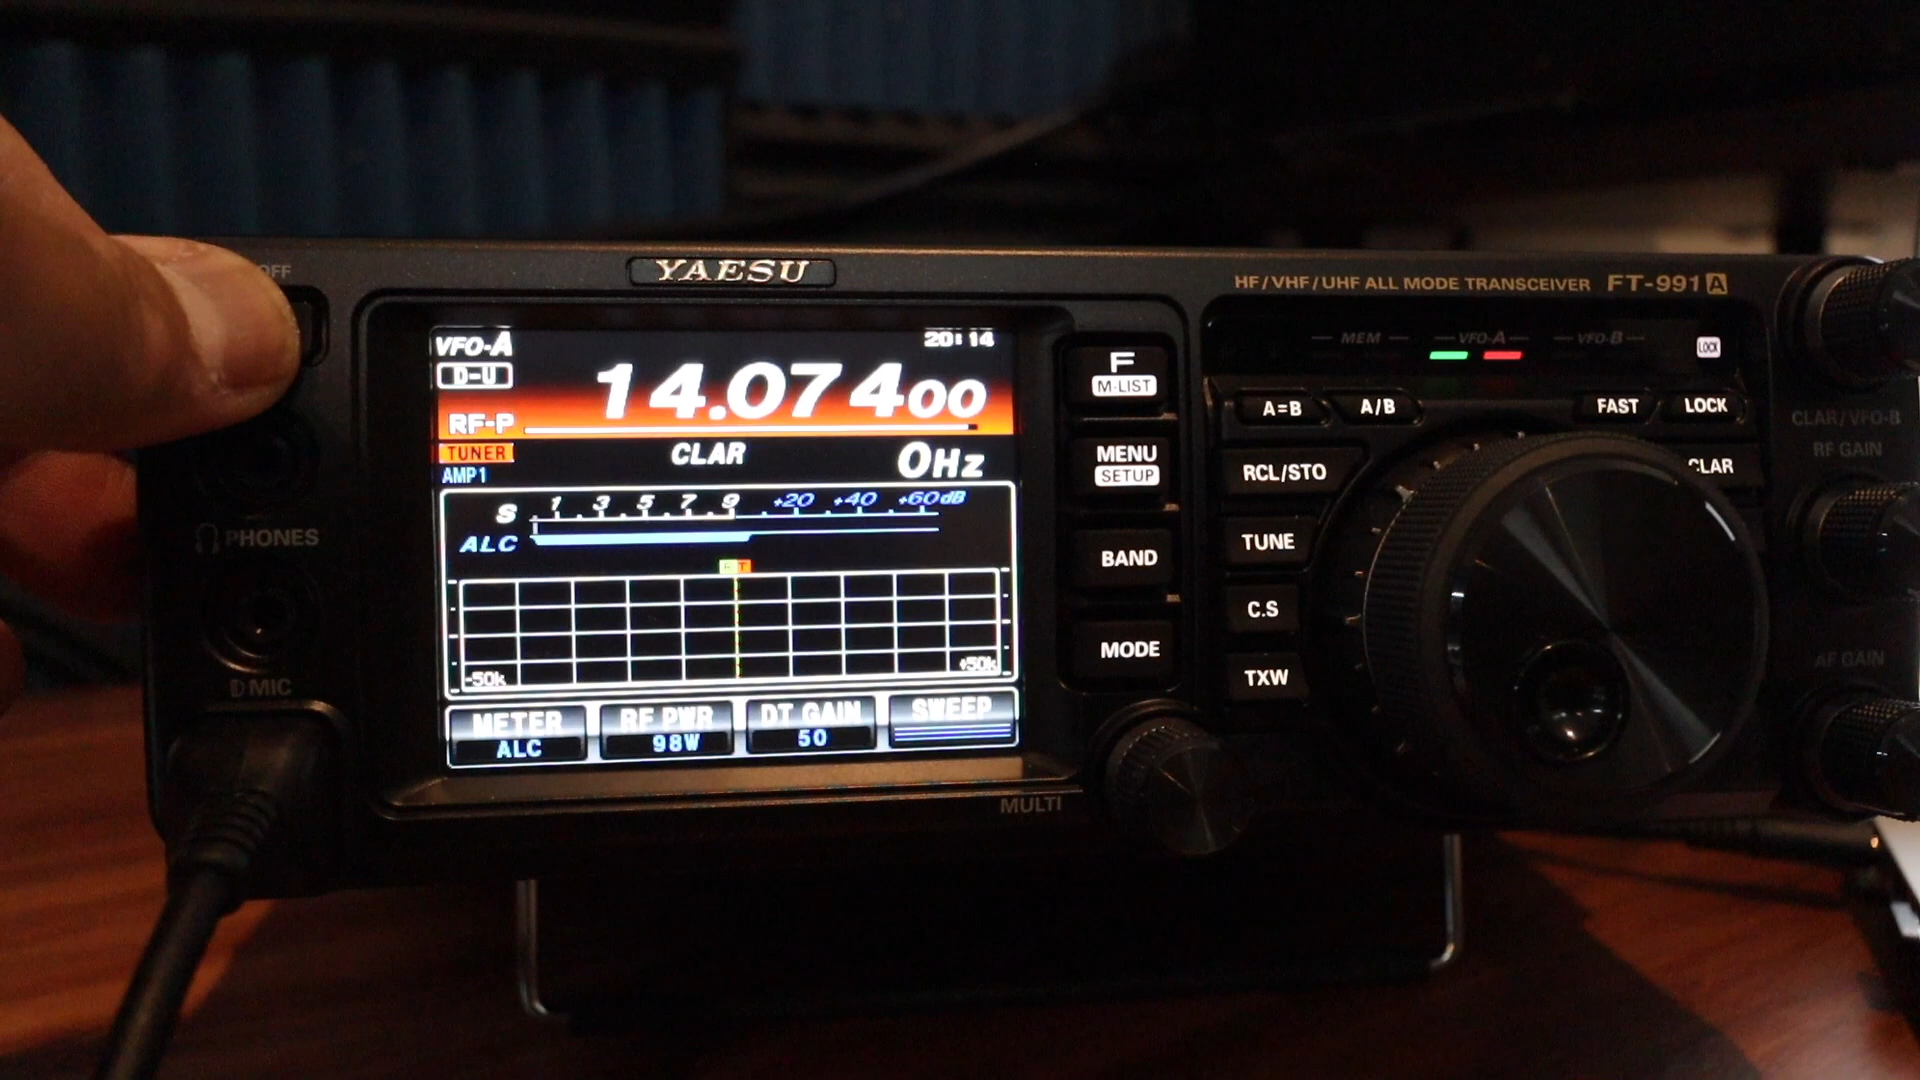 OFF
YAESU
HF/VHF/UHF ALL MODE TRANSCEIVER FT-991A
VFO-A 20:14
D-U
14.07400
RF-P
TUNER CLAR 0Hz
AMP1
S 1 3 5 7 9 +20 +40 +60dB
ALC
R T
-50k +50k
METER RF PWR DT GAIN SWEEP
ALC 98W 50
PHONES
MIC
F
M-LIST
MENU
SETUP
BAND
MODE
MULTI
MEM VFO-A VFO-B LOCK
A=B A/B FAST LOCK
RCL/STO CLAR
TUNE
C.S
TXW
CLAR/VFO-B
RF GAIN
AF GAIN